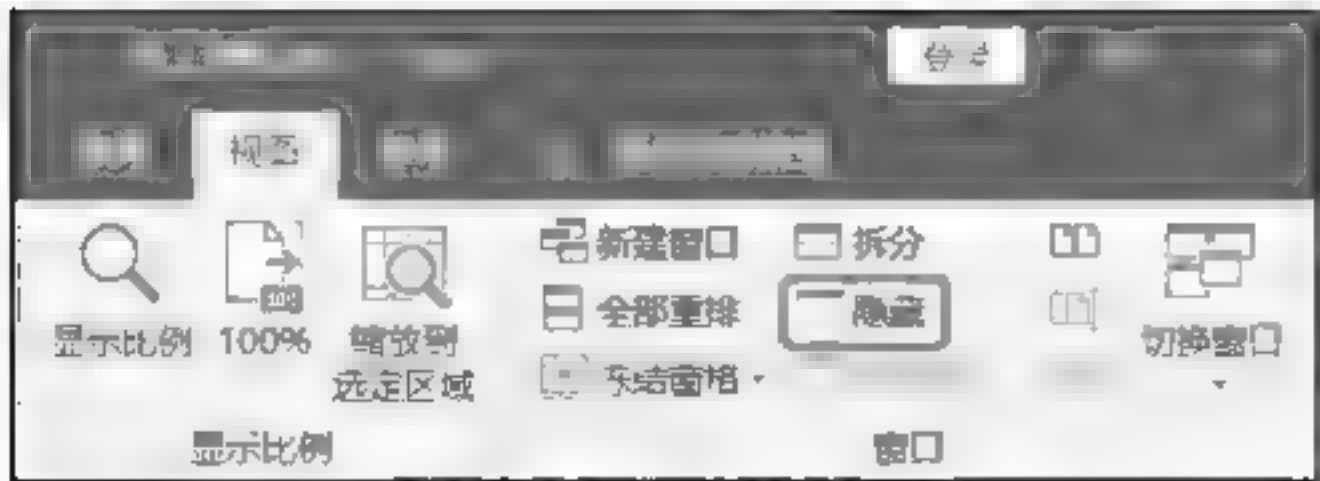 视图
新建窗口 拆分
全部重排 隐藏
显示比例 100% 缩放到 冻结窗格 切换窗口
选定区域
显示比例 窗口